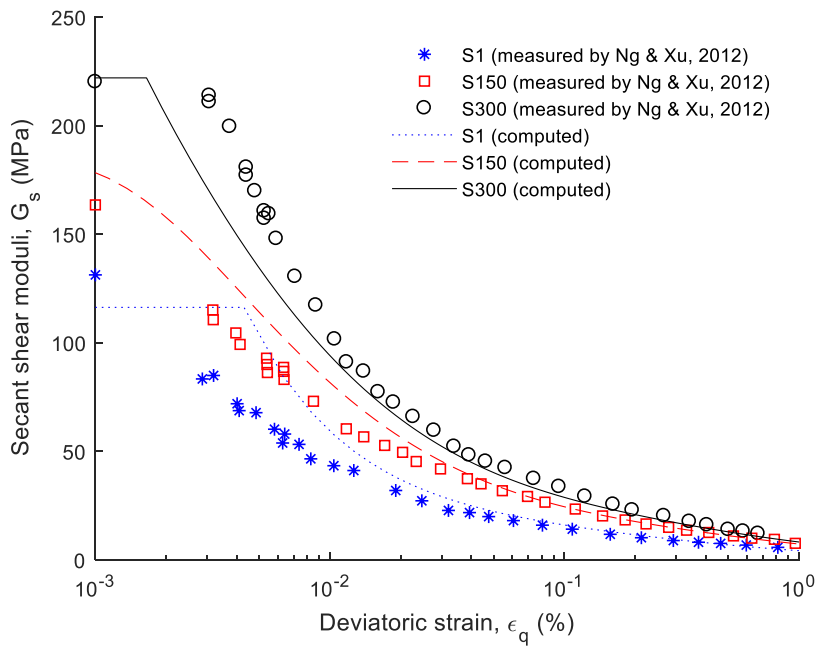 250
200
150
100
50
0
Secant shear moduli, G_s (MPa)
S1 (measured by Ng & Xu, 2012)
S150 (measured by Ng & Xu, 2012)
S300 (measured by Ng & Xu, 2012)
S1 (computed)
S150 (computed)
S300 (computed)
10^-3 10^-2 10^-1 10^0
Deviatoric strain, ϵ_q (%)